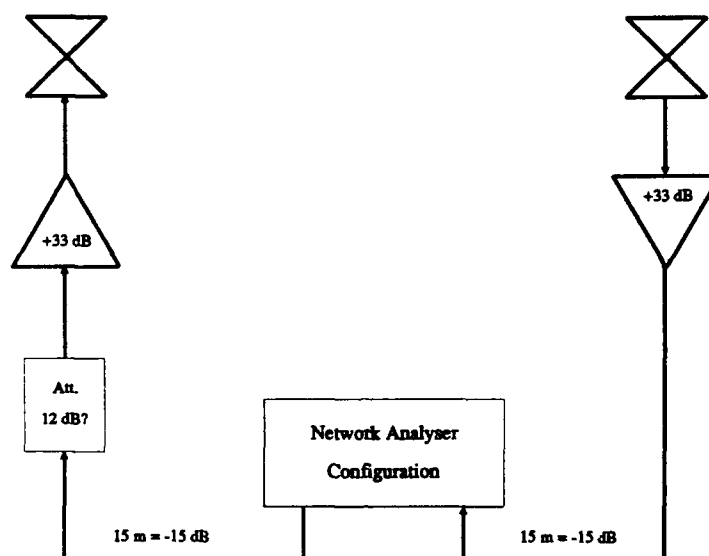 +33 dB
+33 dB
Att.
12 dB?
Network Analyser
Configuration
15 m = -15 dB
15 m = -15 dB